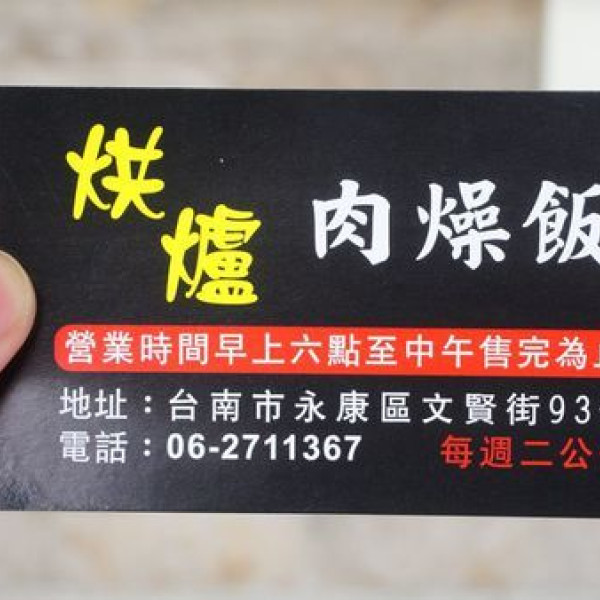 烘爐 肉燥飯
營業時間早上六點至中午售完為
地址：台南市永康區文賢街93
電話：06-2711367 每週二公